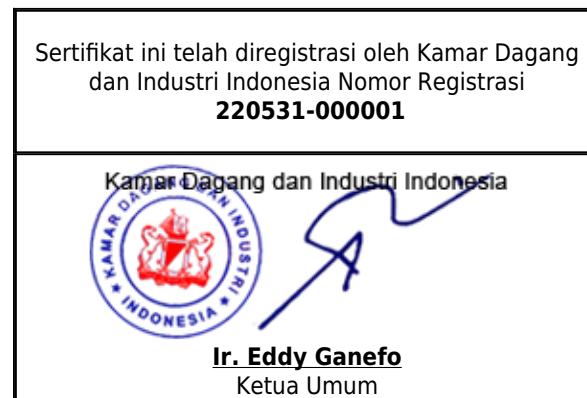 Sertifikat ini telah diregistrasi oleh Kamar Dagang
dan Industri Indonesia Nomor Registrasi
220531-000001
Kamar Dagang dan Industri Indonesia
KAMAR DAGANG DAN INDUSTRI
INDONESIA
Ir. Eddy Ganefo
Ketua Umum